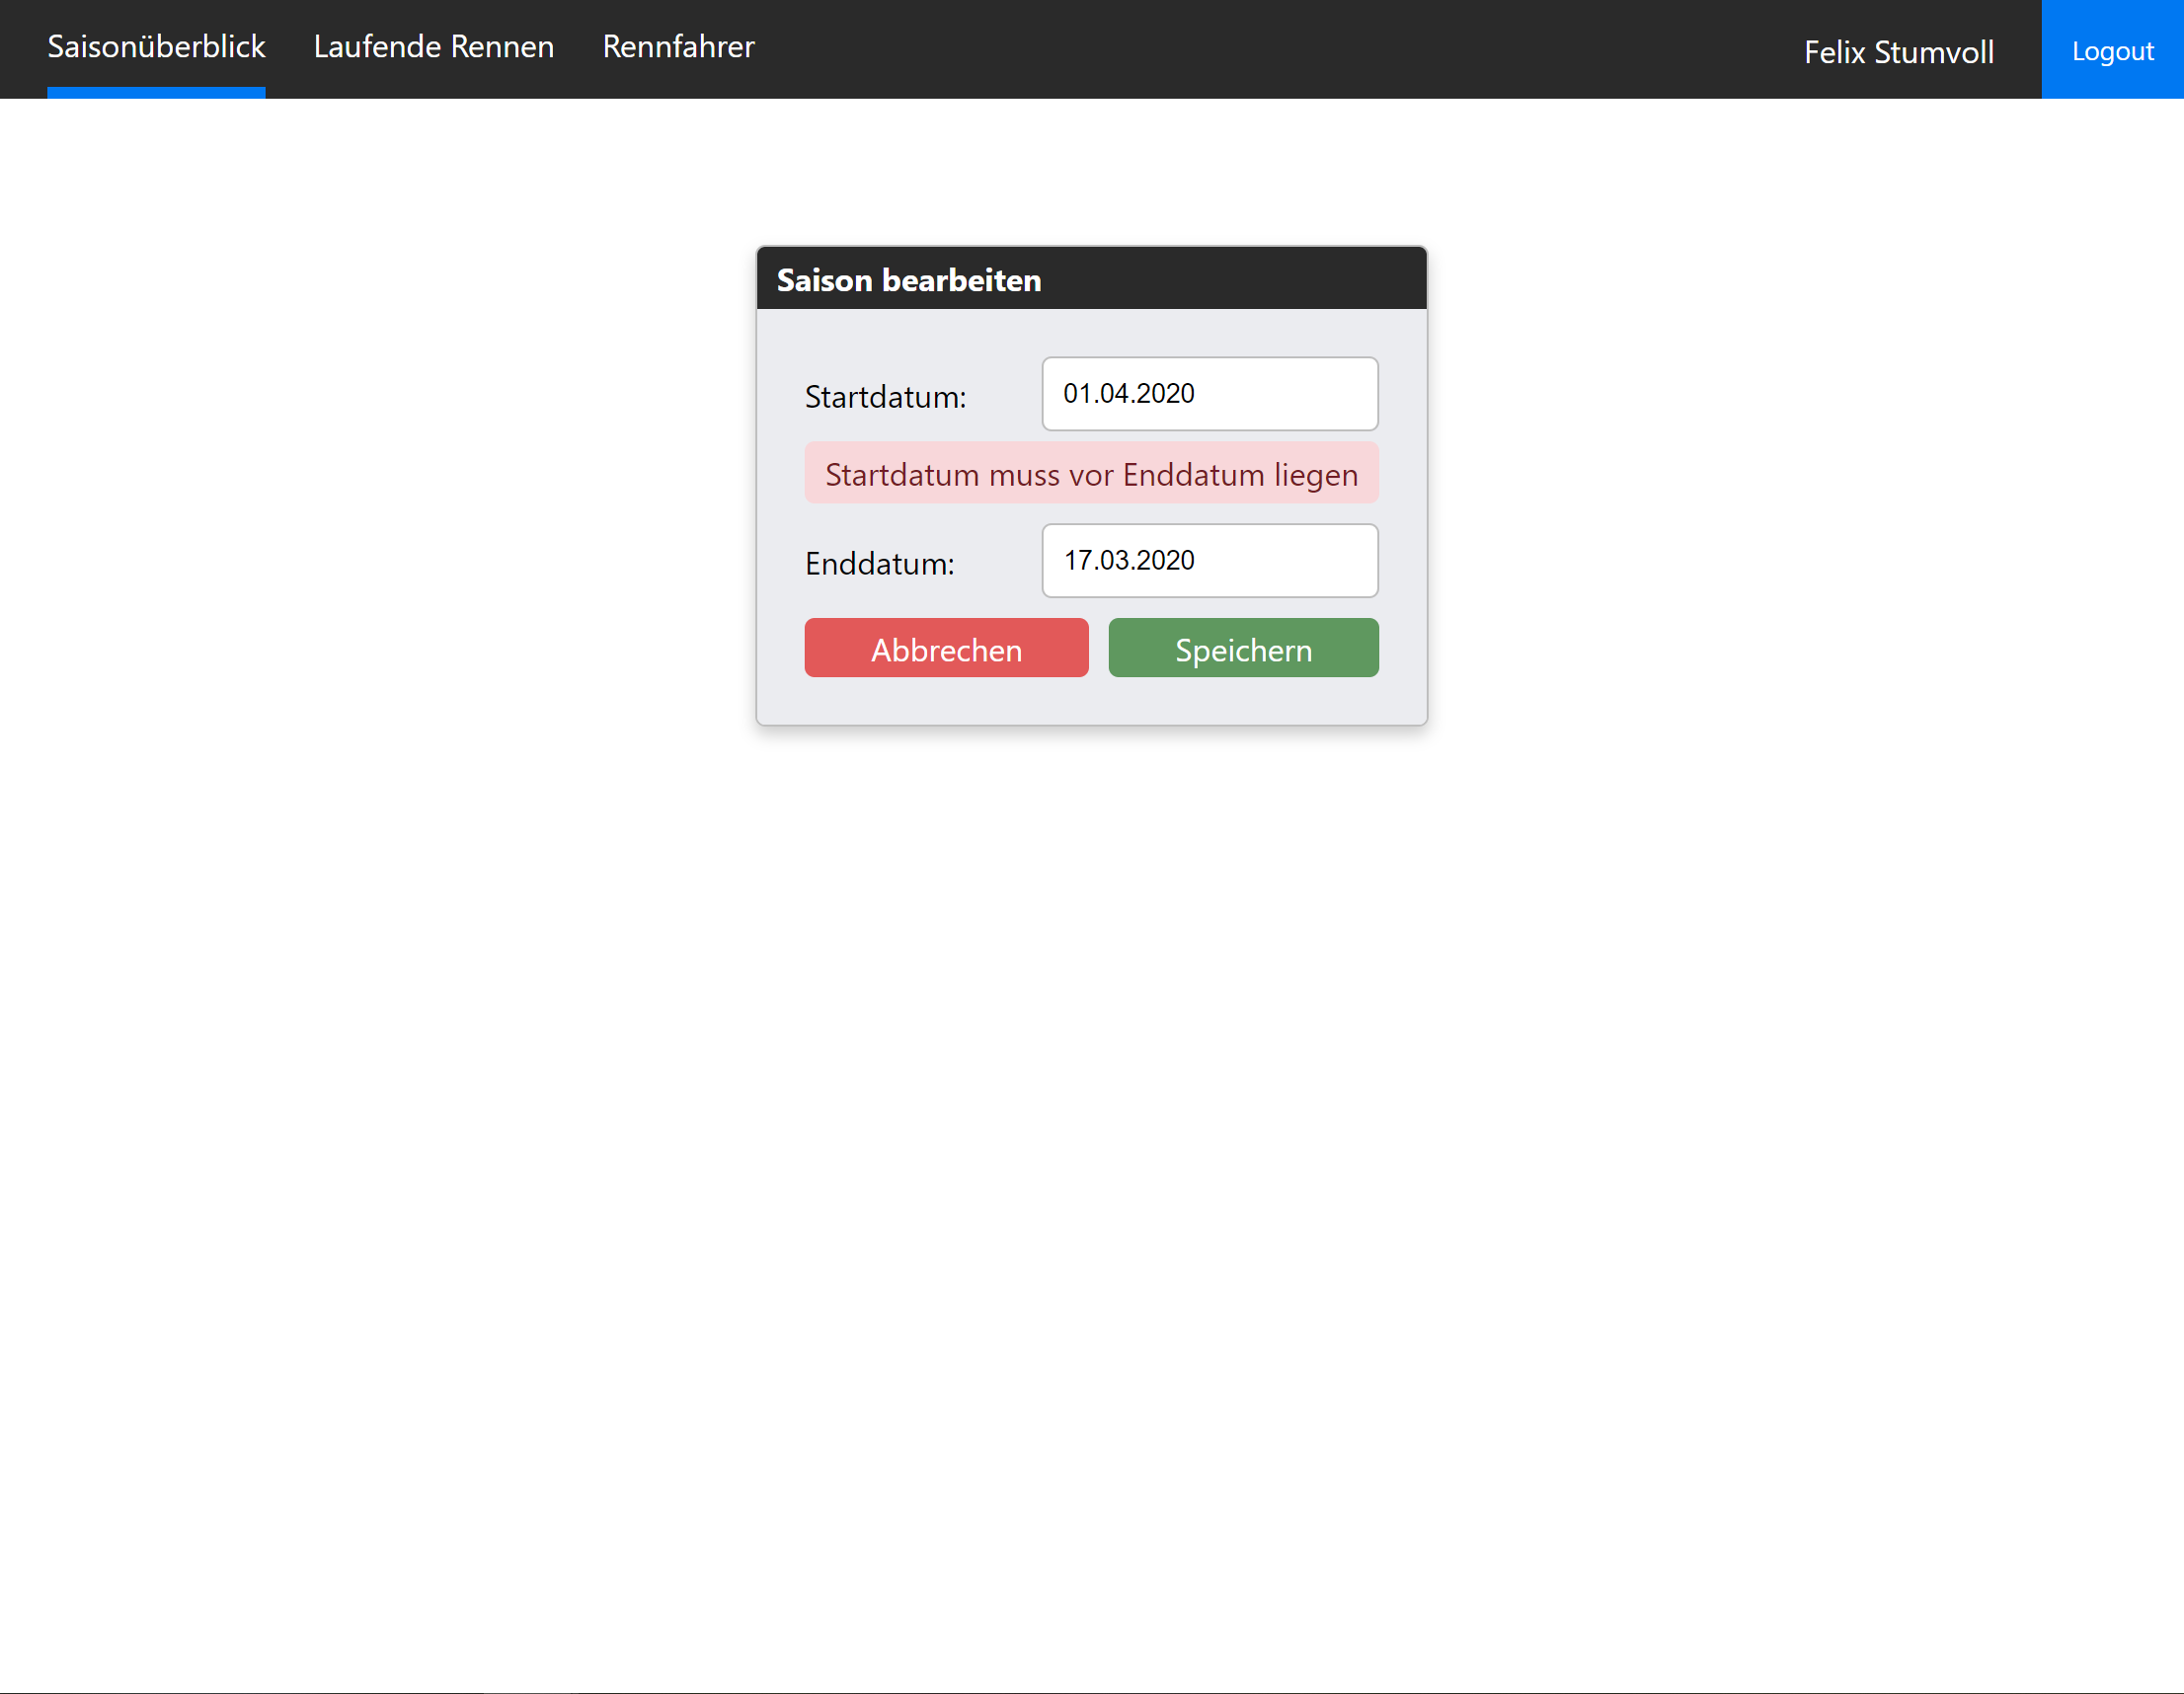 Saisonüberblick Laufende Rennen Rennfahrer Felix Stumvoll Logout
Saison bearbeiten
Startdatum: 01.04.2020
Startdatum muss vor Enddatum liegen
Enddatum: 17.03.2020
Abbrechen Speichern